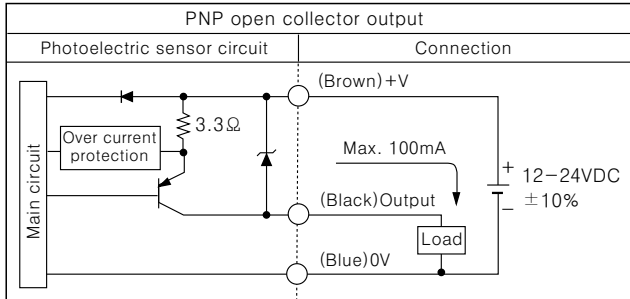 PNP open collector output
Photoelectric sensor circuit
Connection
(Brown)+V
3.3Ω
Over current
protection
Main circuit
Max. 100mA
+
12−24VDC
−
±10%
(Black)Output
Load
(Blue)0V